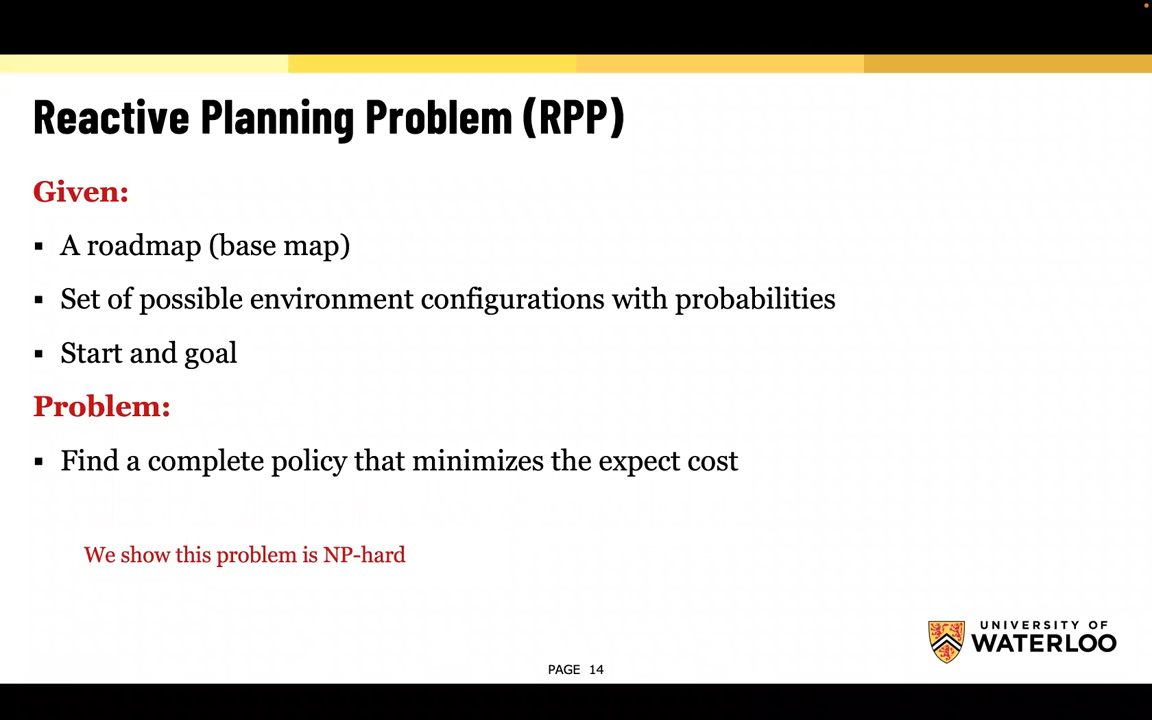 Reactive Planning Problem (RPP)
Given:
▪ A roadmap (base map)
▪ Set of possible environment configurations with probabilities
▪ Start and goal
Problem:
▪ Find a complete policy that minimizes the expect cost
We show this problem is NP-hard
UNIVERSITY OF
WATERLOO
PAGE 14